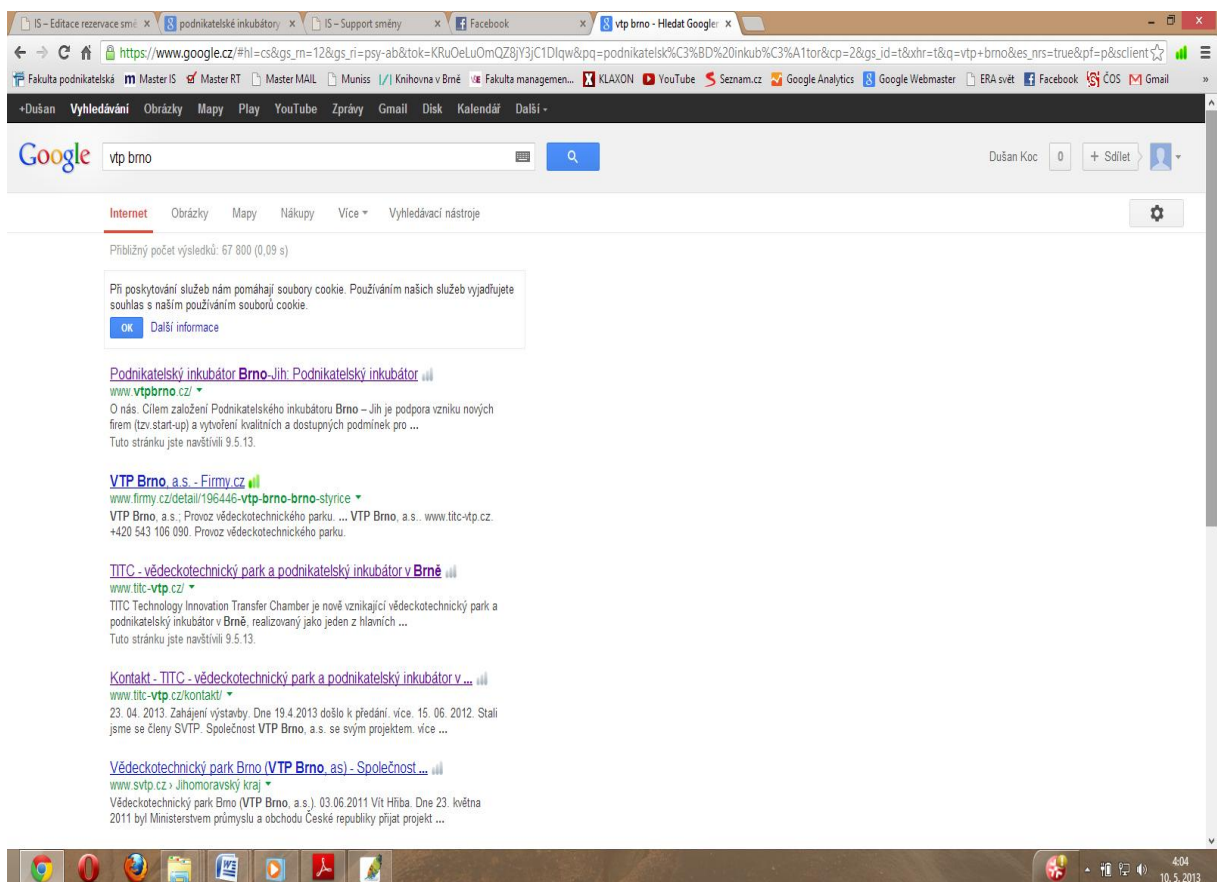 IS – Editace rezervace smě
podnikatelské inkubátory
IS – Support směny
Facebook
vtp brno - Hledat Googlem
https://www.google.cz/#hl=cs&gs_rn=12&gs_ri=psy-ab&tok=KRuOeLuOmQZ8jY3jC1DIqw&pq=podnikatelsk%C3%BD%20inkub%C3%A1tor&cp=2&gs_id=t&xhr=t&q=vtp+brno&es_nrs=true&pf=p&sclient
Fakulta podnikatelská Master IS Master RT Master MAIL Muniss Knihovna v Brně Fakulta managemen... KLAXON YouTube Seznam.cz Google Analytics Google Webmaster ERA svět Facebook ČOS Gmail »
+Dušan Vyhledávání Obrázky Mapy Play YouTube Zprávy Gmail Disk Kalendář Další
Google vtp brno Dušan Koc 0 + Sdílet
Internet Obrázky Mapy Nákupy Více Vyhledávací nástroje
Přibližný počet výsledků: 67 800 (0,09 s)
Při poskytování služeb nám pomáhají soubory cookie. Používáním našich služeb vyjadřujete
souhlas s naším používáním souborů cookie.
OK Další informace
Podnikatelský inkubátor Brno-Jih: Podnikatelský inkubátor
www.vtpbrno.cz/
O nás. Cílem založení Podnikatelského inkubátoru Brno – Jih je podpora vzniku nových
firem (tzv.start-up) a vytvoření kvalitních a dostupných podmínek pro ...
Tuto stránku jste navštívili 9.5.13.
VTP Brno, a.s. - Firmy.cz
www.firmy.cz/detail/196446-vtp-brno-brno-styrice
VTP Brno, a.s.; Provoz vědeckotechnického parku. ... VTP Brno, a.s.. www.titc-vtp.cz.
+420 543 106 090. Provoz vědeckotechnického parku.
TITC - vědeckotechnický park a podnikatelský inkubátor v Brně
www.titc-vtp.cz/
TITC Technology Innovation Transfer Chamber je nově vznikající vědeckotechnický park a
podnikatelský inkubátor v Brně, realizovaný jako jeden z hlavních ...
Tuto stránku jste navštívili 9.5.13.
Kontakt - TITC - vědeckotechnický park a podnikatelský inkubátor v ...
www.titc-vtp.cz/kontakt/
23. 04. 2013. Zahájení výstavby. Dne 19.4.2013 došlo k předání. více. 15. 06. 2012. Stali
jsme se členy SVTP. Společnost VTP Brno, a.s. se svým projektem. více ...
Vědeckotechnický park Brno (VTP Brno, as) - Společnost ...
www.svtp.cz › Jihomoravský kraj
Vědeckotechnický park Brno (VTP Brno, a.s.). 03.06.2011 Vít Hřiba. Dne 23. května
2011 byl Ministerstvem průmyslu a obchodu České republiky přijat projekt ...
4:04
10. 5. 2013